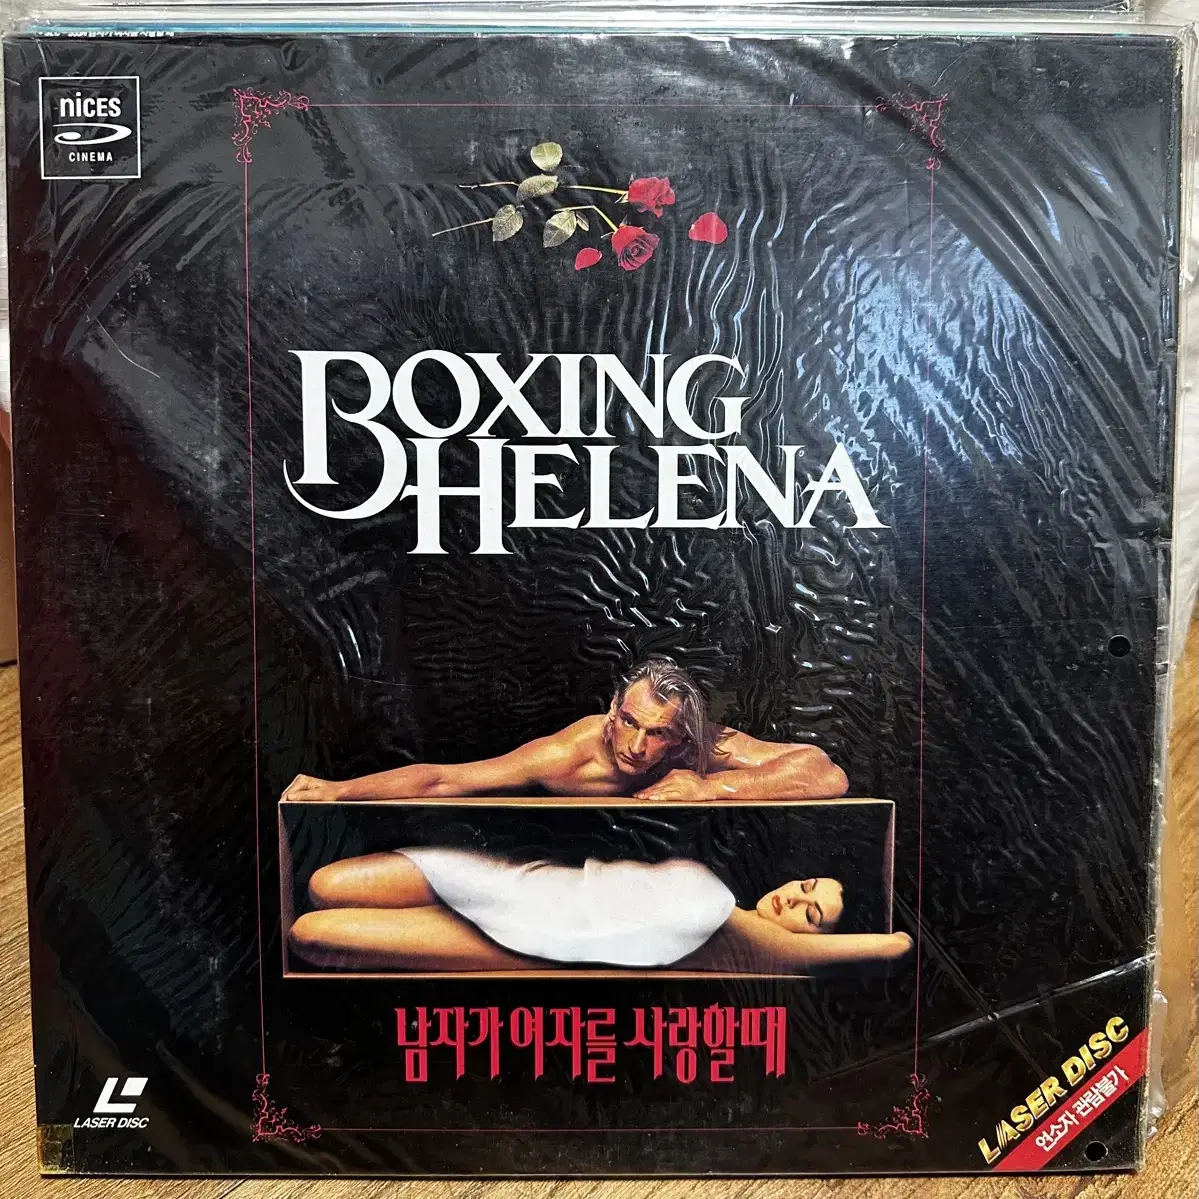 nices
CINEMA
BOXING
HELENA
남자가 여자를 사랑할때
LASER DISC
LASER DISC
연소자 관람불가